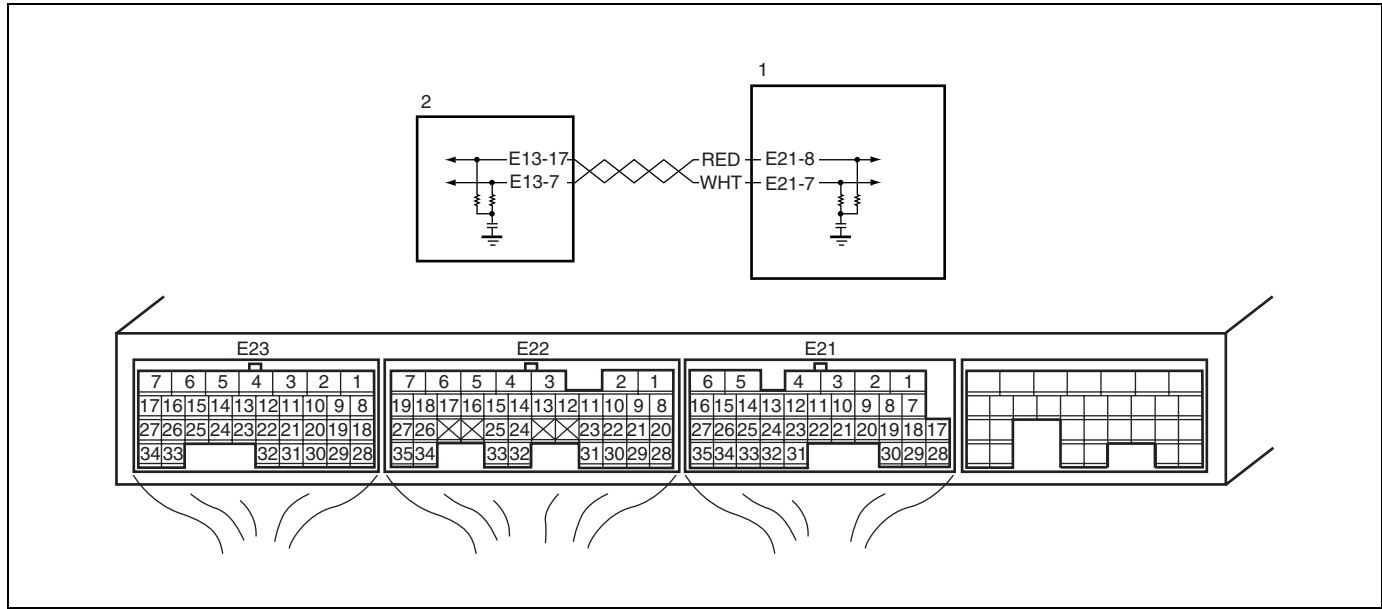 1
2
E13-17 RED E21-8
E13-7 WHT E21-7
E23 E22 E21
7 6 5 4 3 2 1 7 6 5 4 3 2 1 6 5 4 3 2 1
17 16 15 14 13 12 11 10 9 8 19 18 17 16 15 14 13 12 11 10 9 8 16 15 14 13 12 11 10 9 8 7
27 26 25 24 23 22 21 20 19 18 27 26 25 24 23 22 21 20 27 26 25 24 23 22 21 20 19 18 17
34 33 32 31 30 29 28 35 34 33 32 31 30 29 28 35 34 33 32 31 30 29 28